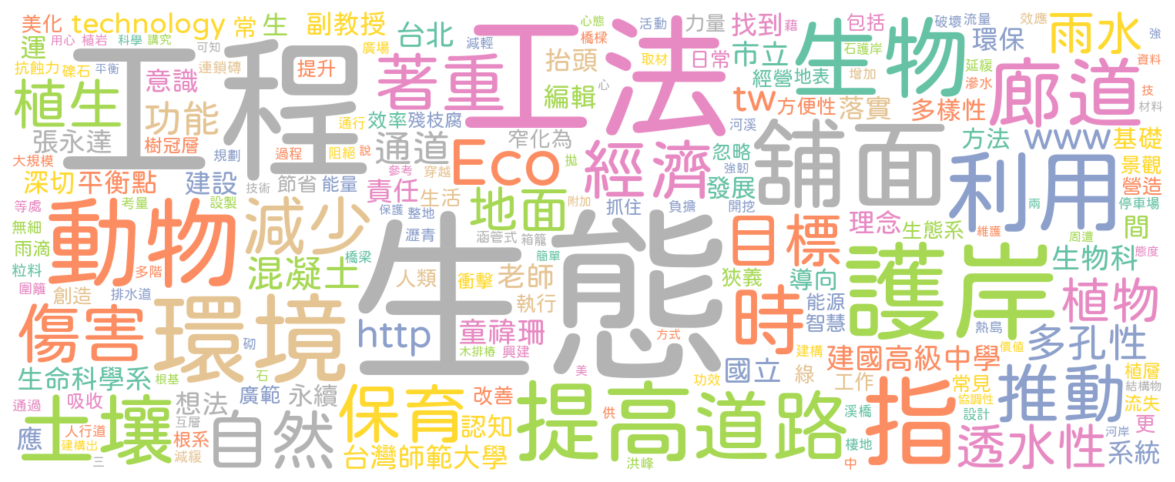 美化 technology 常 生 副教授 台北 心態 活動 力量 找到 藉 包括 破壞 流量 效應 強
運 用心 植岩 科學 講究 可知 廣場 減輕 橋樑 雨水 環保 資料
抗蝕力 礫石 平衡 連鎖磚 提升 抬頭 取材 日常 市立 石護岸 延緩 滲水
工程 著重 工法 生物 廊道
植生 意識 功能 編輯 心 經營 地表 增加 技 材料
張永達 樹冠層 通行 效率 殘枝腐 河溪 tw 方便性 落實 多樣性
大規模 規劃 過程 阻絕 說 通道 窄化為 忽略 方法 www 基礎
深切 平衡點 建設 節省 能量 參考 穿越 Eco 強韌 經濟 舖面 景觀
等處 考量 設製 技術 責任 生活 拋 抓住 負擔 開挖 發展 利用 營造
無細 保護 整地 附加 兩 停車場
動物 減少 瀝青 涵管式 箱籠 地面 目標 理念 生態系 間 維護 周遭 態度
雨滴 粒料 多階 混凝土 橋梁 簡單 狹義 導向 生物科
圍籬 創造 排水道 人類 衝擊 老師 執行 能源 智慧 護岸 植物
傷害 環境 生態 時 熱島 價值 多孔性
砌 http 童褘珊 木排樁 興建 方式 建構 建國高級中學
生命科學系 根基 石 廣範 永續 改善 美 功效 國立 綠 工作 常見 協調性 植層 結構物
通過 吸收 想法 互層 供 設計 流失
土壤 自然 保育 認知 提高 道路 指 推動 更
應 人行道 根系 溪橋 棲地 透水性 河岸 系統
建構出 減緩 台灣師範大學 洪峰 中
三